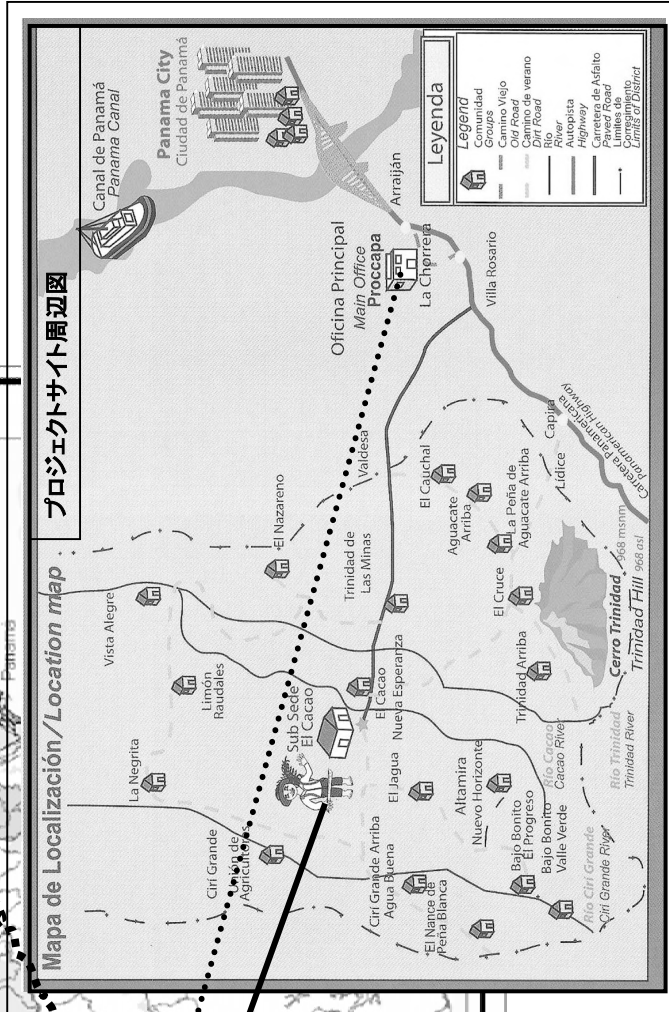 プロジェクトサイト周辺図
Mapa de Localización/Location map
Canal de Panamá
Panama Canal
Panama City
Ciudad de Panamá
Arraiján
Oficina Principal
Main Office
Proccapa
La Chorrera
Villa Rosario
Capira
Carretera Panamericana
Panamerican Highway
Lídice
Valdesa
El Cauchal
Aguacate
Arriba
La Peña de
Aguacate Arriba
El Nazareno
Trinidad de
Las Minas
El Cruce
968 msnm
968 asl
Cerro Trinidad
Trinidad Hill
Vista Alegre
Limón
Raudales
Sub Sede
El Cacao
El Cacao
Nueva Esperanza
Trinidad Arriba
Río Cacao
Cacao River
Río Trinidad
Trinidad River
La Negrita
El Jagua
Altamira
Nuevo Horizonte
Bajo Bonito
El Progreso
Bajo Bonito
Valle Verde
Cirí Grande
Unión de
Agricultores
Cirí Grande Arriba
Agua Buena
El Nance de
Peña Blanca
Río Cirí Grande
Cirí Grande River
Leyenda
Legend
Comunidad
Groups
Camino Viejo
Old Road
Camino de verano
Dirt Road
Río
River
Autopista
Highway
Carretera de Asfalto
Paved Road
Límites de
Corregimiento
Limits of District
Panamá